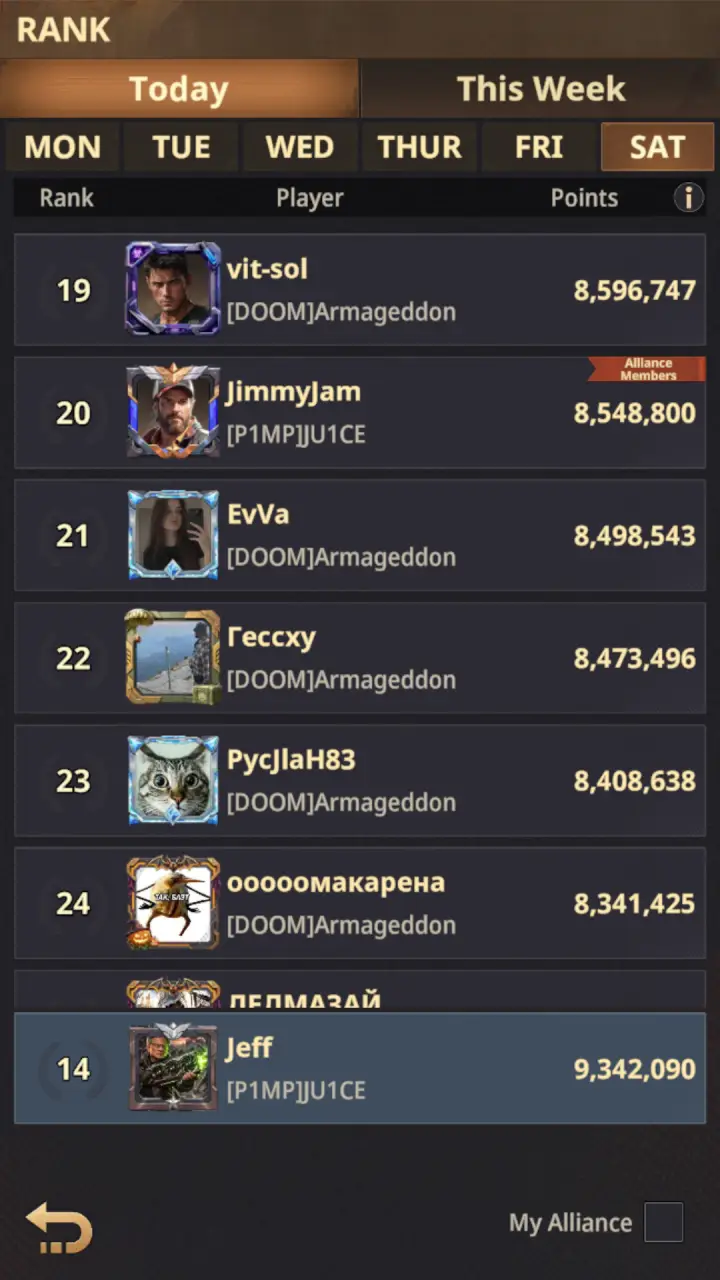 RANK
Today
This Week
MON
TUE
WED
THUR
FRI
SAT
Rank
Player
Points
19
vit-sol
[DOOM]Armageddon
8,596,747
Alliance
Members
20
JimmyJam
[P1MP]JU1CE
8,548,800
21
EvVa
[DOOM]Armageddon
8,498,543
22
Гессху
[DOOM]Armageddon
8,473,496
23
PycJlaH83
[DOOM]Armageddon
8,408,638
24
ТАК, БЛЭТ
ооооомакарена
[DOOM]Armageddon
8,341,425
14
Jeff
[P1MP]JU1CE
9,342,090
My Alliance